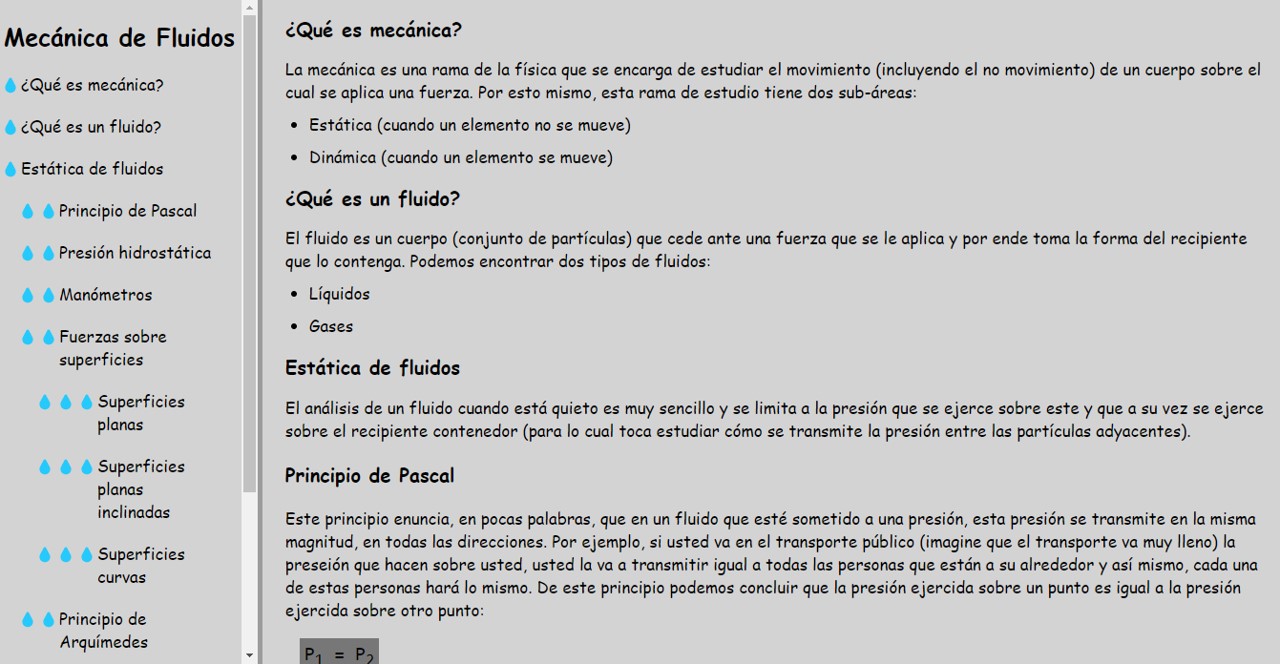 Mecánica de Fluidos
¿Qué es mecánica?
¿Qué es un fluido?
Estática de fluidos
Principio de Pascal
Presión hidrostática
Manómetros
Fuerzas sobre
superficies
Superficies
planas
Superficies
planas
inclinadas
Superficies
curvas
Principio de
Arquímedes
¿Qué es mecánica?
La mecánica es una rama de la física que se encarga de estudiar el movimiento (incluyendo el no movimiento) de un cuerpo sobre el
cual se aplica una fuerza. Por esto mismo, esta rama de estudio tiene dos sub-áreas:
• Estática (cuando un elemento no se mueve)
• Dinámica (cuando un elemento se mueve)
¿Qué es un fluido?
El fluido es un cuerpo (conjunto de partículas) que cede ante una fuerza que se le aplica y por ende toma la forma del recipiente
que lo contenga. Podemos encontrar dos tipos de fluidos:
• Líquidos
• Gases
Estática de fluidos
El análisis de un fluido cuando está quieto es muy sencillo y se limita a la presión que se ejerce sobre este y que a su vez se ejerce
sobre el recipiente contenedor (para lo cual toca estudiar cómo se transmite la presión entre las partículas adyacentes).
Principio de Pascal
Este principio enuncia, en pocas palabras, que en un fluido que esté sometido a una presión, esta presión se transmite en la misma
magnitud, en todas las direcciones. Por ejemplo, si usted va en el transporte público (imagine que el transporte va muy lleno) la
preseión que hacen sobre usted, usted la va a transmitir igual a todas las personas que están a su alrededor y así mismo, cada una
de estas personas hará lo mismo. De este principio podemos concluir que la presión ejercida sobre un punto es igual a la presión
ejercida sobre otro punto:
P₁ = P₂